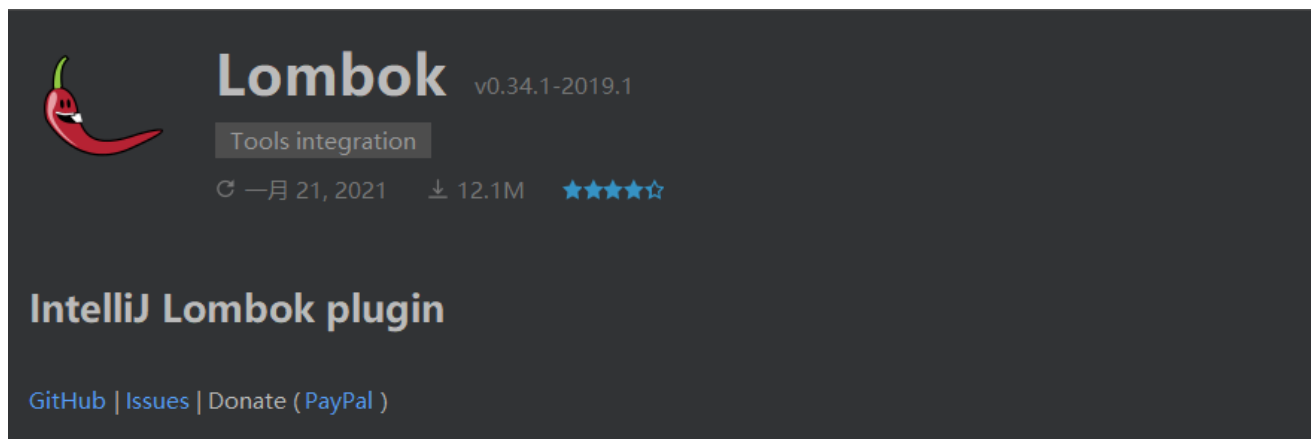 Lombok v0.34.1-2019.1
Tools integration
一月 21, 2021 12.1M
IntelliJ Lombok plugin
GitHub | Issues | Donate ( PayPal )